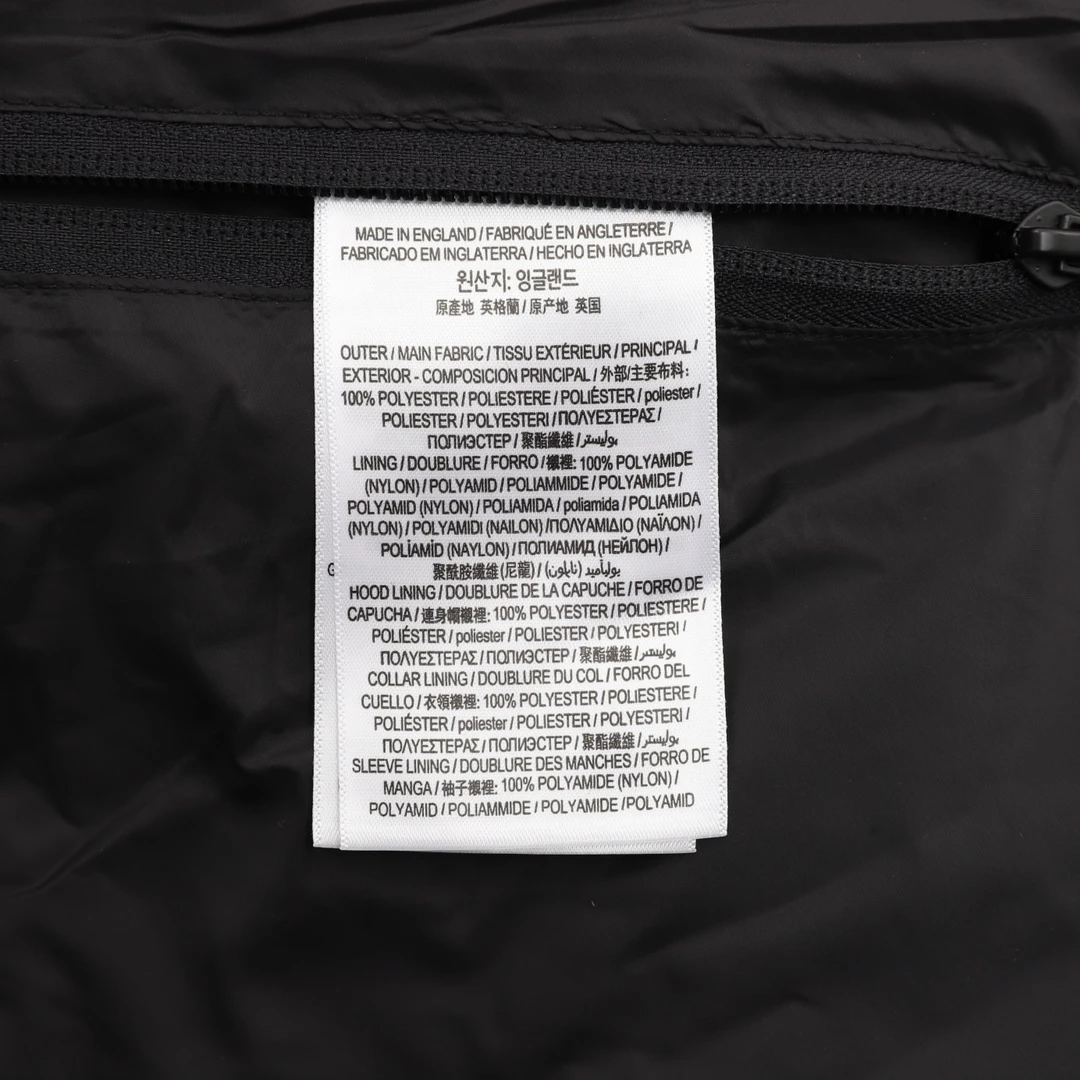 MADE IN ENGLAND / FABRIQUÉ EN ANGLETERRE /
FABRICADO EM INGLATERRA / HECHO EN INGLATERRA
원산지: 잉글랜드
原產地 英格蘭 / 原产地 英国
OUTER / MAIN FABRIC / TISSU EXTÉRIEUR / PRINCIPAL /
EXTERIOR - COMPOSICION PRINCIPAL / 外部/主要布料:
100% POLYESTER / POLIESTERE / POLIÉSTER / poliester /
POLIESTER / POLYESTERI / ΠΟΛΥΕΣΤΕΡΑΣ /
ПОЛИЭСТЕР / 聚酯纖維 / بوليستر/
LINING / DOUBLURE / FORRO / 襯裡: 100% POLYAMIDE
(NYLON) / POLYAMID / POLIAMMIDE / POLYAMIDE /
POLYAMID (NYLON) / POLIAMIDA / poliamida / POLIAMIDA
(NYLON) / POLYAMIDI (NAILON) / ΠΟΛΥΑΜΙΔΙΟ (ΝΑΪΛΟΝ) /
POLİAMİD (NAYLON) / ПОЛИАМИД (НЕЙЛОН) /
聚酰胺纖維 (尼龍) / بوليأميد (نايلون)
G
HOOD LINING / DOUBLURE DE LA CAPUCHE / FORRO DE
CAPUCHA / 連身帽襯裡: 100% POLYESTER / POLIESTERE /
POLIÉSTER / poliester / POLIESTER / POLYESTERI /
ΠΟΛΥΕΣΤΕΡΑΣ / ПОЛИЭСТЕР / 聚酯纖維 / بوليستر/
COLLAR LINING / DOUBLURE DU COL / FORRO DEL
CUELLO / 衣領襯裡: 100% POLYESTER / POLIESTERE /
POLIÉSTER / poliester / POLIESTER / POLYESTERI /
ΠΟΛΥΕΣΤΕΡΑΣ / ПОЛИЭСТЕР / 聚酯纖維 / بوليستر/
SLEEVE LINING / DOUBLURE DES MANCHES / FORRO DE
MANGA / 袖子襯裡: 100% POLYAMIDE (NYLON) /
POLYAMID / POLIAMMIDE / POLYAMIDE /POLYAMID